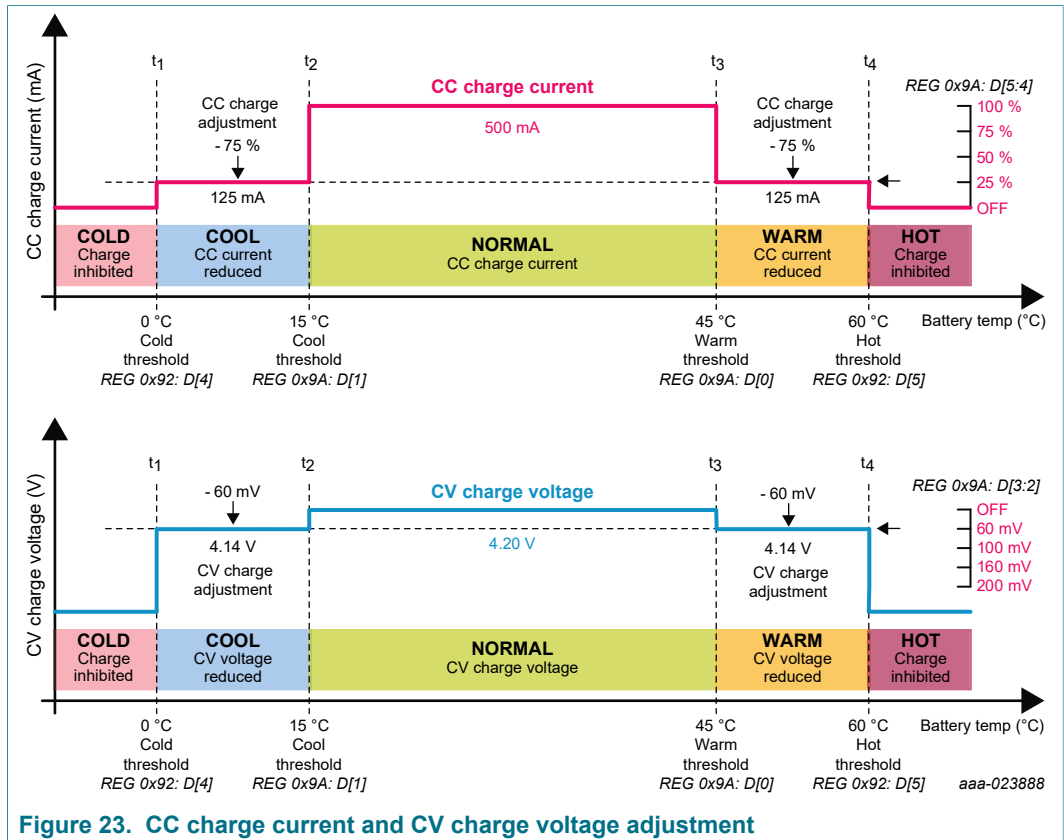 CC charge current (mA)
t1
t2
t3
t4
CC charge current
500 mA
CC charge
adjustment
- 75 %
125 mA
CC charge
adjustment
- 75 %
125 mA
REG 0x9A: D[5:4]
100 %
75 %
50 %
25 %
OFF
COLD
Charge
inhibited
COOL
CC current
reduced
NORMAL
CC charge current
WARM
CC current
reduced
HOT
Charge
inhibited
0 °C
Cold
threshold
REG 0x92: D[4]
15 °C
Cool
threshold
REG 0x9A: D[1]
45 °C
Warm
threshold
REG 0x9A: D[0]
60 °C
Hot
threshold
REG 0x92: D[5]
Battery temp (°C)
CV charge voltage (V)
t1
t2
t3
t4
- 60 mV
4.14 V
CV charge
adjustment
CV charge voltage
4.20 V
- 60 mV
4.14 V
CV charge
adjustment
REG 0x9A: D[3:2]
OFF
60 mV
100 mV
160 mV
200 mV
COLD
Charge
inhibited
COOL
CV voltage
reduced
NORMAL
CV charge voltage
WARM
CV voltage
reduced
HOT
Charge
inhibited
0 °C
Cold
threshold
REG 0x92: D[4]
15 °C
Cool
threshold
REG 0x9A: D[1]
45 °C
Warm
threshold
REG 0x9A: D[0]
60 °C
Hot
threshold
REG 0x92: D[5]
Battery temp (°C)
aaa-023888
Figure 23. CC charge current and CV charge voltage adjustment